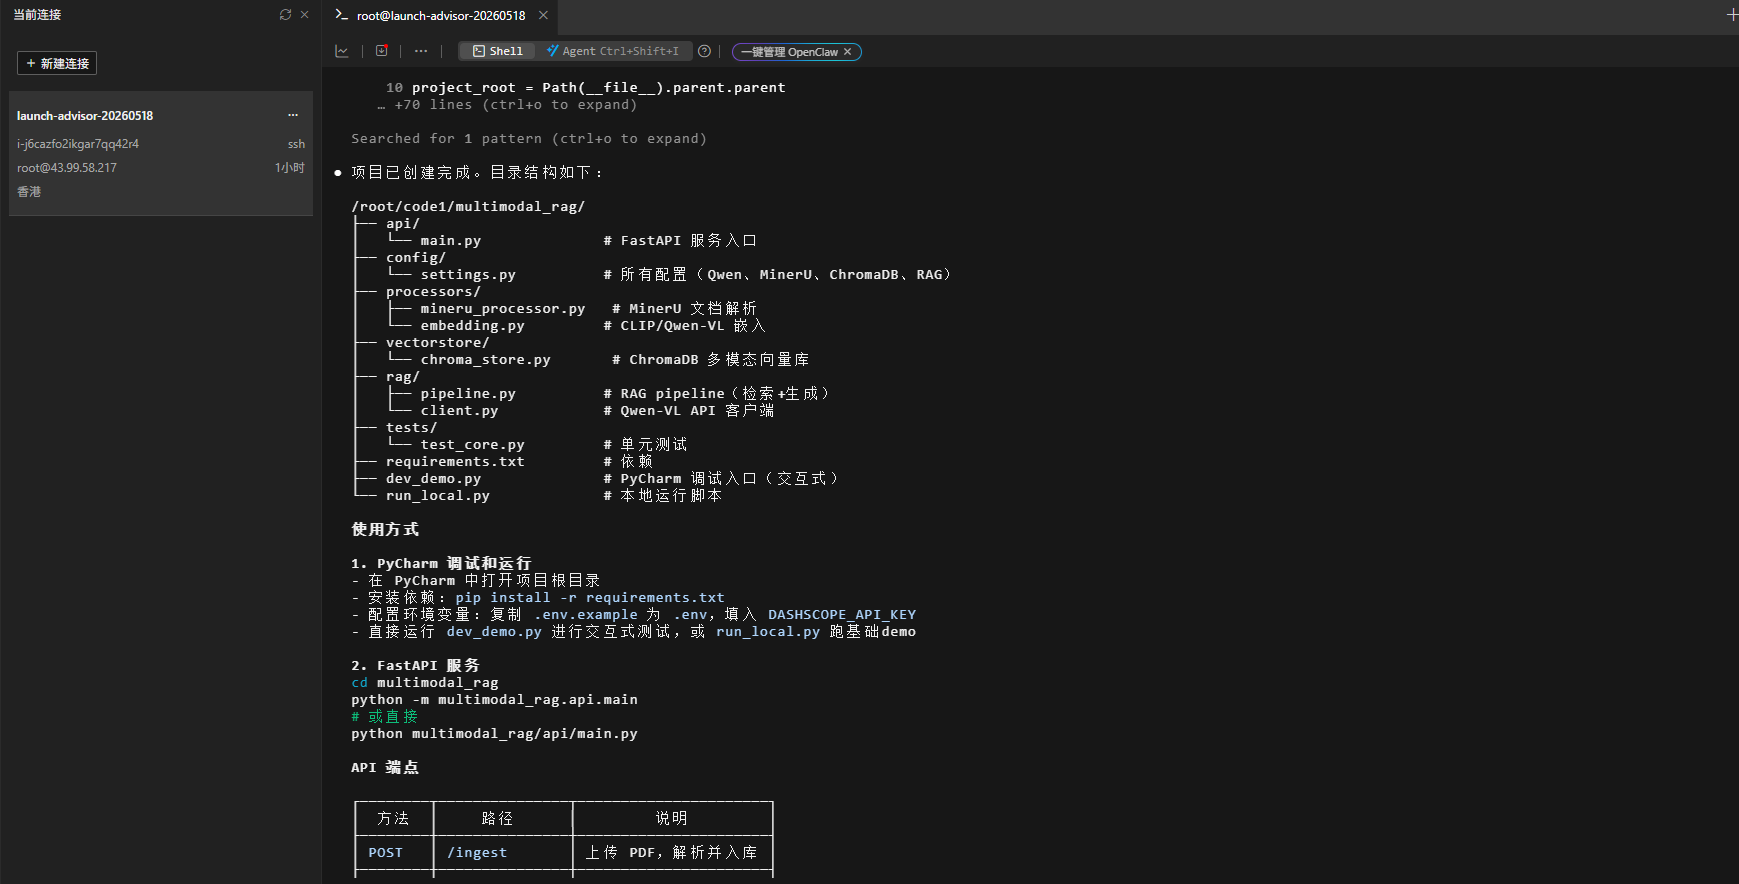 当前连接
+ 新建连接
launch-advisor-20260518
i-j6cazfo2ikgar7qq42r4 ssh
root@43.99.58.217 1小时
香港
root@launch-advisor-20260518
Shell Agent Ctrl+Shift+I 一键管理 OpenClaw
10 project_root = Path(__file__).parent.parent
… +70 lines (ctrl+o to expand)
Searched for 1 pattern (ctrl+o to expand)
● 项目已创建完成。目录结构如下：
/root/code1/multimodal_rag/
├── api/
│   └── main.py # FastAPI 服务入口
├── config/
│   └── settings.py # 所有配置（Qwen、MinerU、ChromaDB、RAG）
├── processors/
│   ├── mineru_processor.py # MinerU 文档解析
│   └── embedding.py # CLIP/Qwen-VL 嵌入
├── vectorstore/
│   └── chroma_store.py # ChromaDB 多模态向量库
├── rag/
│   ├── pipeline.py # RAG pipeline（检索+生成）
│   └── client.py # Qwen-VL API 客户端
├── tests/
│   └── test_core.py # 单元测试
├── requirements.txt # 依赖
├── dev_demo.py # PyCharm 调试入口（交互式）
└── run_local.py # 本地运行脚本
使用方式
1. PyCharm 调试和运行
- 在 PyCharm 中打开项目根目录
- 安装依赖：pip install -r requirements.txt
- 配置环境变量：复制 .env.example 为 .env，填入 DASHSCOPE_API_KEY
- 直接运行 dev_demo.py 进行交互式测试，或 run_local.py 跑基础demo
2. FastAPI 服务
cd multimodal_rag
python -m multimodal_rag.api.main
# 或直接
python multimodal_rag/api/main.py
API 端点
方法 路径 说明
POST /ingest 上传 PDF，解析并入库